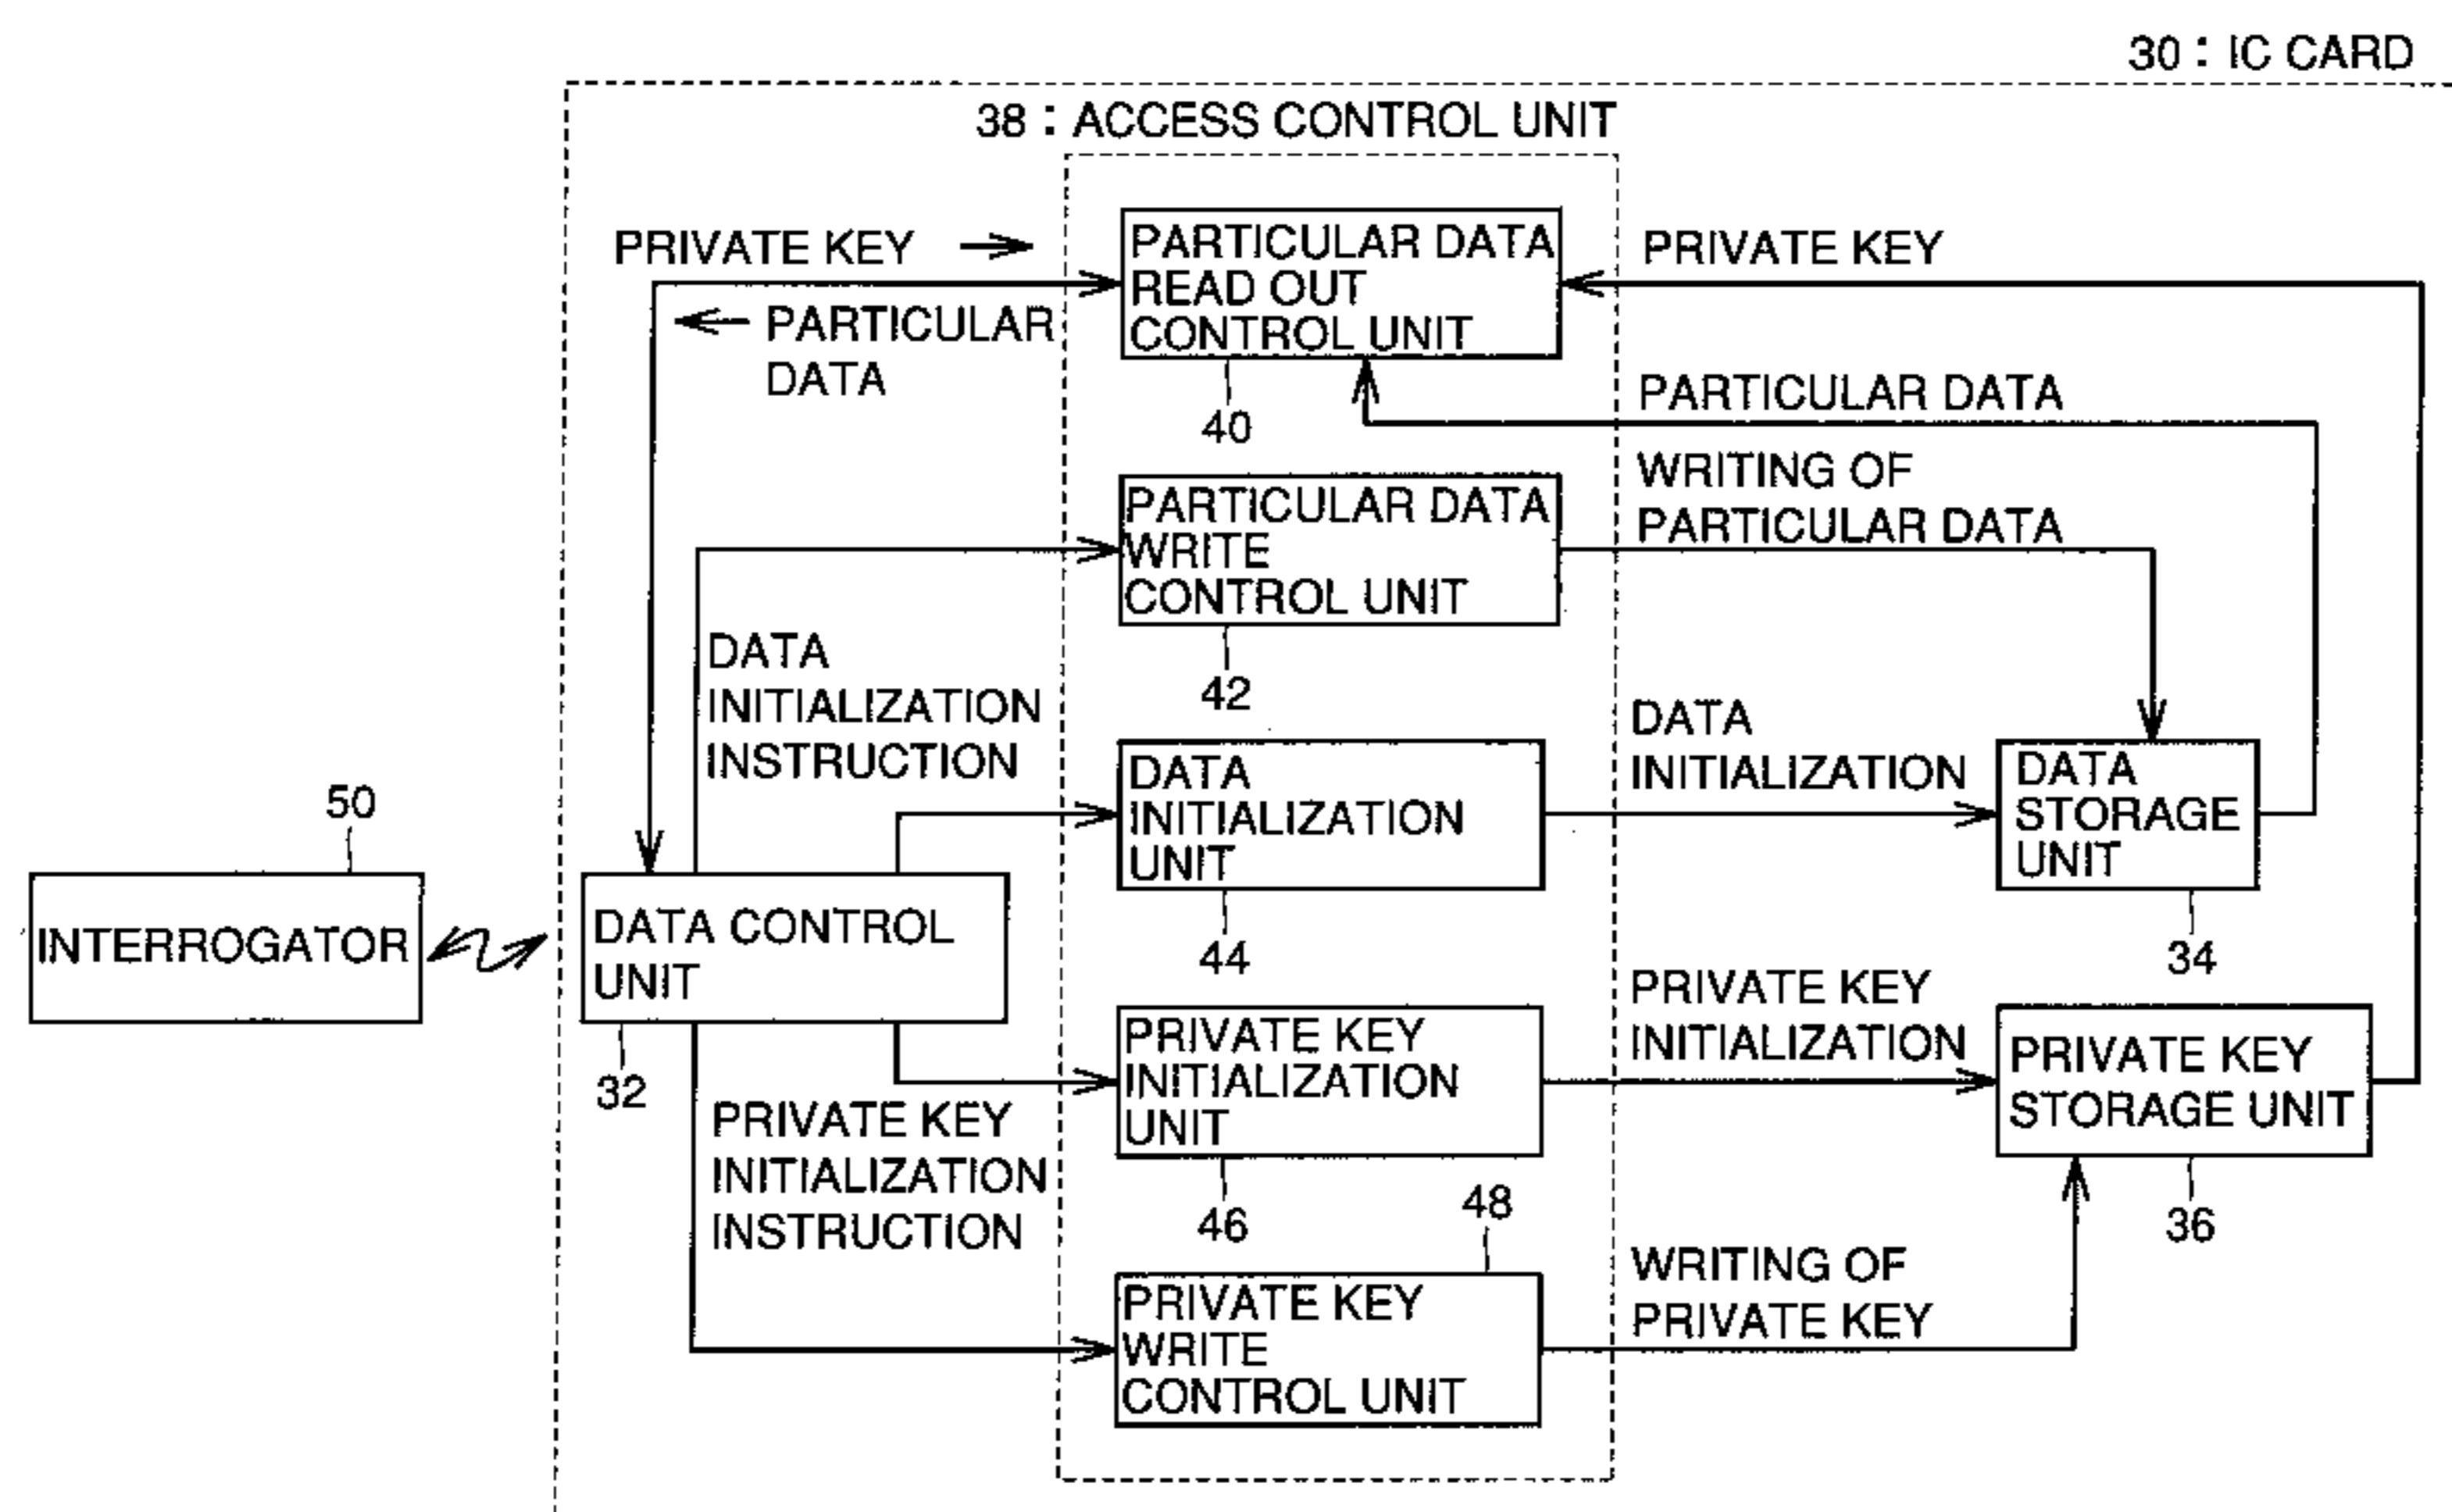 30 : IC CARD
38 : ACCESS CONTROL UNIT
PRIVATE KEY
PARTICULAR
DATA
PARTICULAR DATA
READ OUT
CONTROL UNIT
40
PRIVATE KEY
PARTICULAR DATA
WRITING OF
PARTICULAR DATA
PARTICULAR DATA
WRITE
CONTROL UNIT
42
DATA
INITIALIZATION
INSTRUCTION
DATA
INITIALIZATION
UNIT
44
DATA
INITIALIZATION
DATA
STORAGE
UNIT
34
50
INTERROGATOR
DATA CONTROL
UNIT
32
PRIVATE KEY
INITIALIZATION
INSTRUCTION
PRIVATE KEY
INITIALIZATION
UNIT
46
PRIVATE KEY
INITIALIZATION
PRIVATE KEY
STORAGE UNIT
36
48
PRIVATE KEY
WRITE
CONTROL UNIT
WRITING OF
PRIVATE KEY